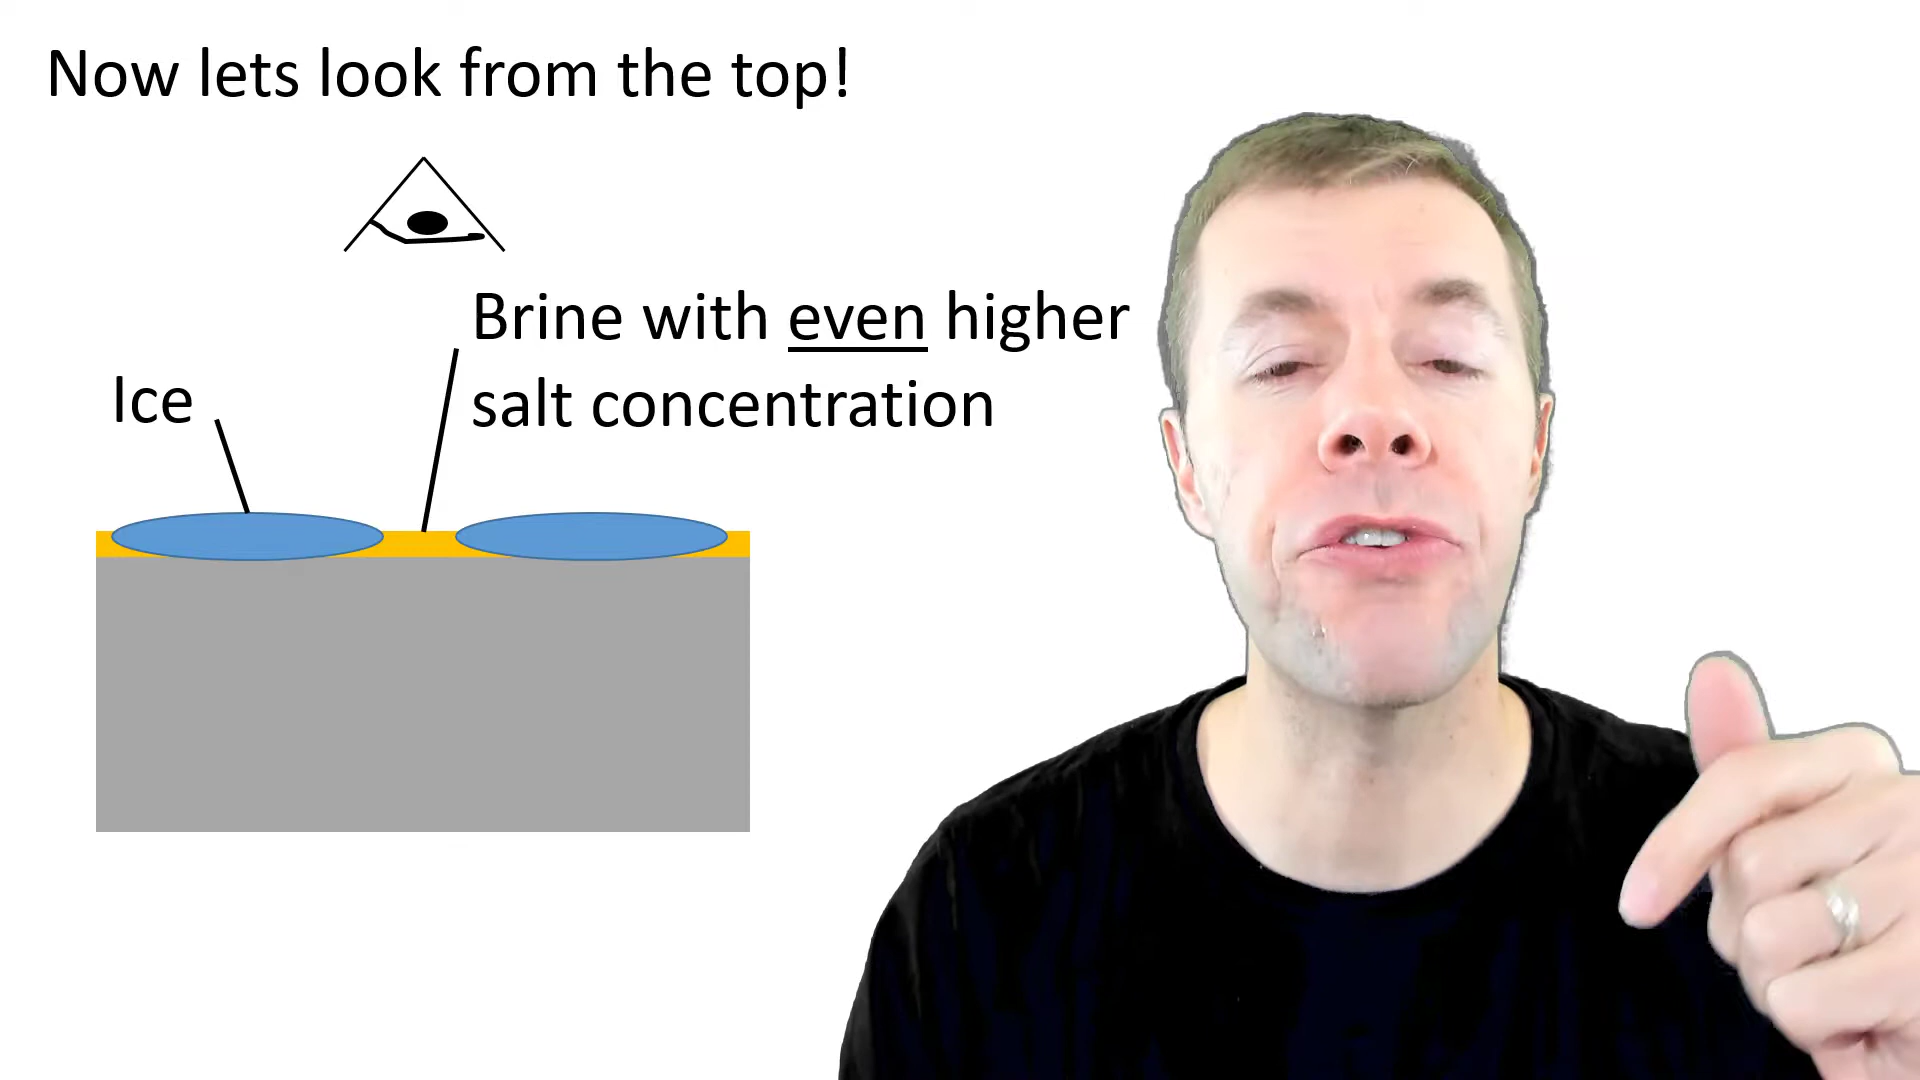 Now lets look from the top!
Brine with even higher
Ice
salt concentration